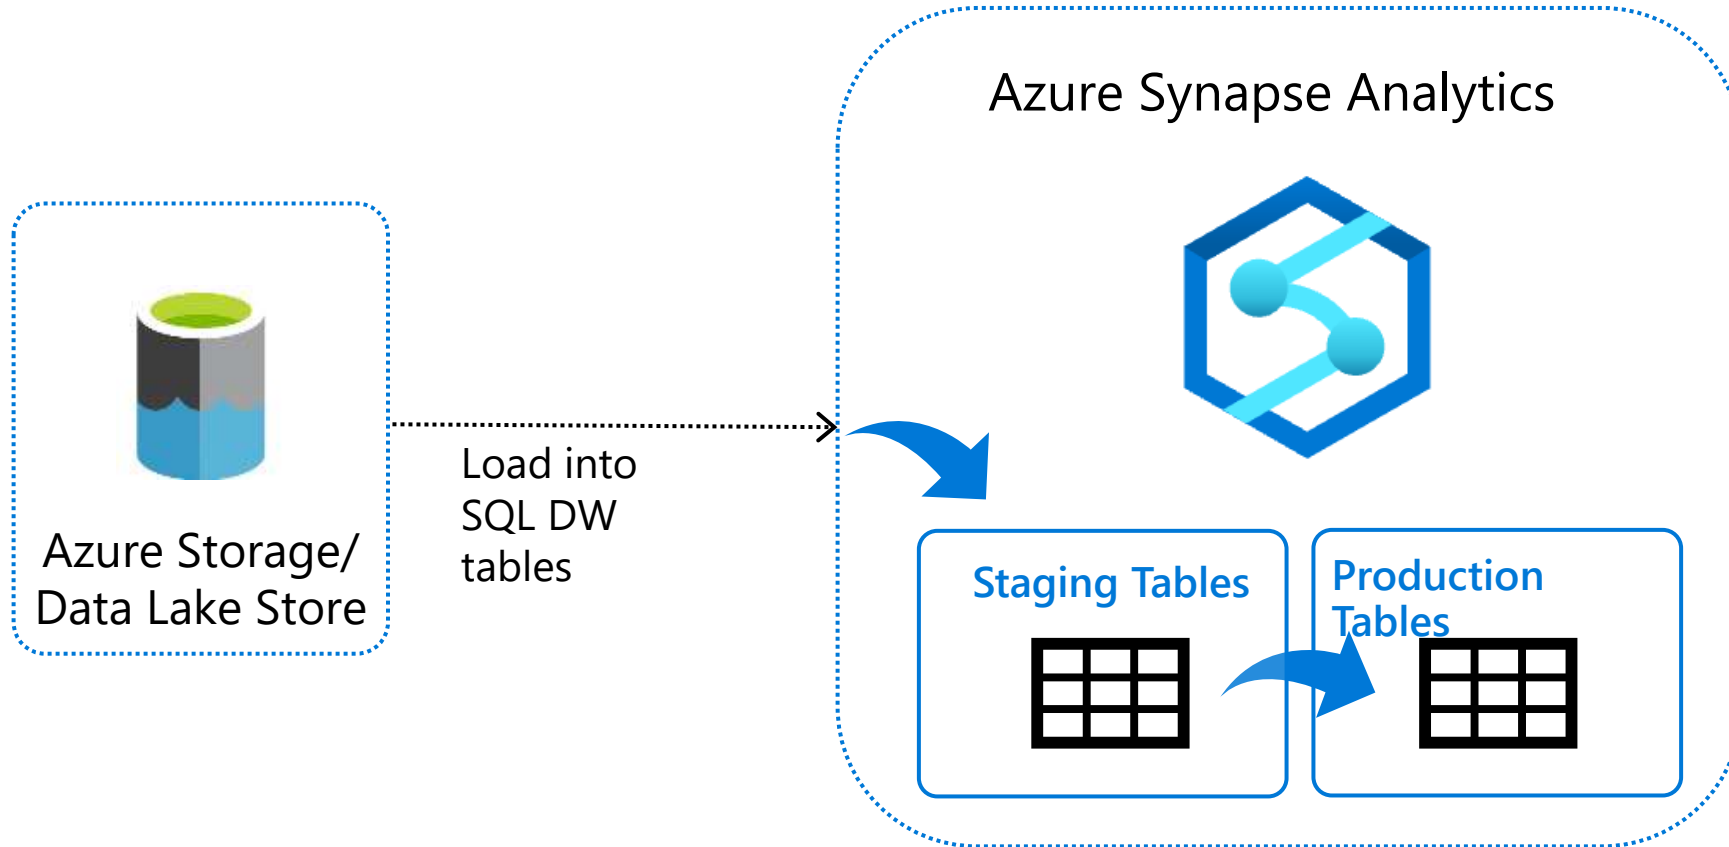 Azure Synapse Analytics
Azure Storage/
Data Lake Store
Load into
SQL DW
tables
Staging Tables
Production
Tables